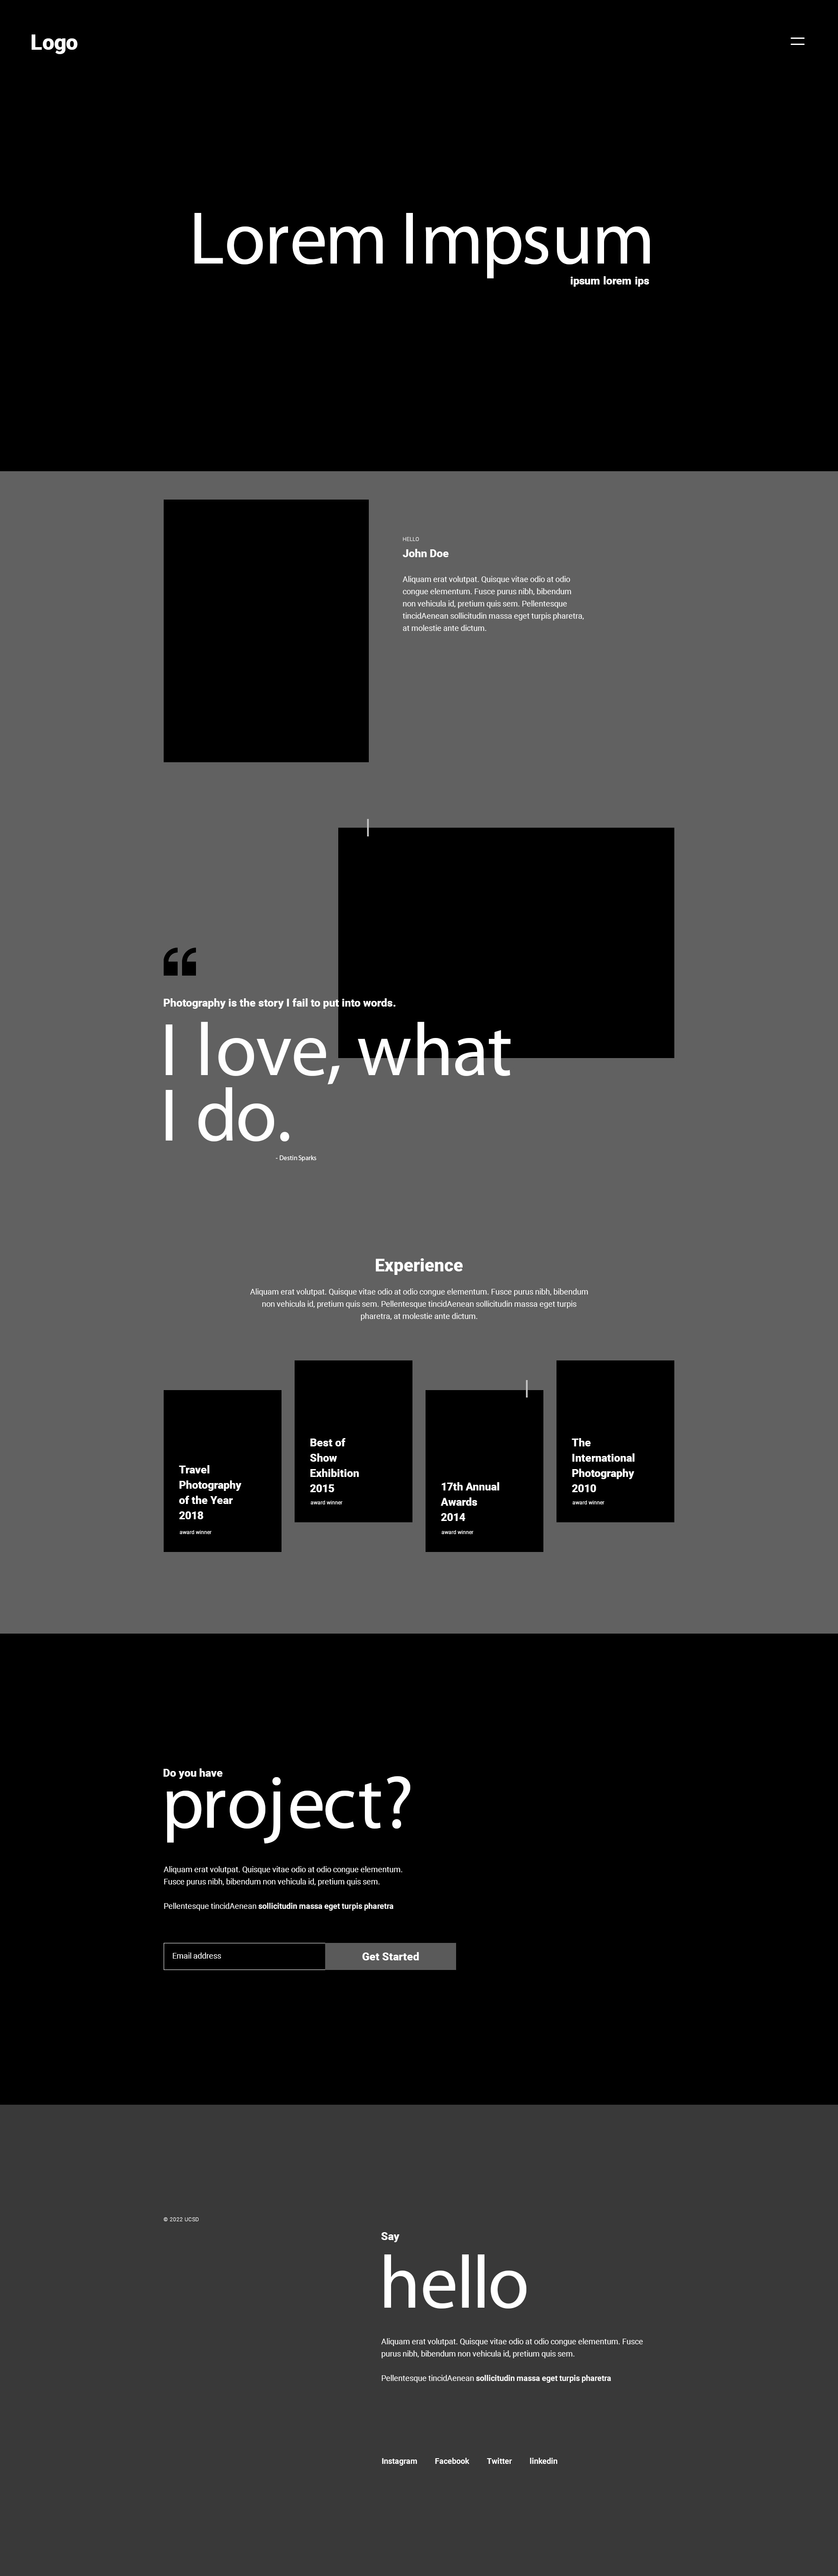 Logo
Lorem Impsum
ipsum lorem ips
HELLO
John Doe
Aliquam erat volutpat. Quisque vitae odio at odio
congue elementum. Fusce purus nibh, bibendum
non vehicula id, pretium quis sem. Pellentesque
tincidAenean sollicitudin massa eget turpis pharetra,
at molestie ante dictum.
Photography is the story I fail to put into words.
I love, what
I do.
- Destin Sparks
Experience
Aliquam erat volutpat. Quisque vitae odio at odio congue elementum. Fusce purus nibh, bibendum
non vehicula id, pretium quis sem. Pellentesque tincidAenean sollicitudin massa eget turpis
pharetra, at molestie ante dictum.
Travel
Photography
of the Year
2018
award winner
Best of
Show
Exhibition
2015
award winner
17th Annual
Awards
2014
award winner
The
International
Photography
2010
award winner
Do you have
project?
Aliquam erat volutpat. Quisque vitae odio at odio congue elementum.
Fusce purus nibh, bibendum non vehicula id, pretium quis sem.
Pellentesque tincidAenean sollicitudin massa eget turpis pharetra
Email address
Get Started
© 2022 UCSD
Say
hello
Aliquam erat volutpat. Quisque vitae odio at odio congue elementum. Fusce
purus nibh, bibendum non vehicula id, pretium quis sem.
Pellentesque tincidAenean sollicitudin massa eget turpis pharetra
Instagram Facebook Twitter linkedin